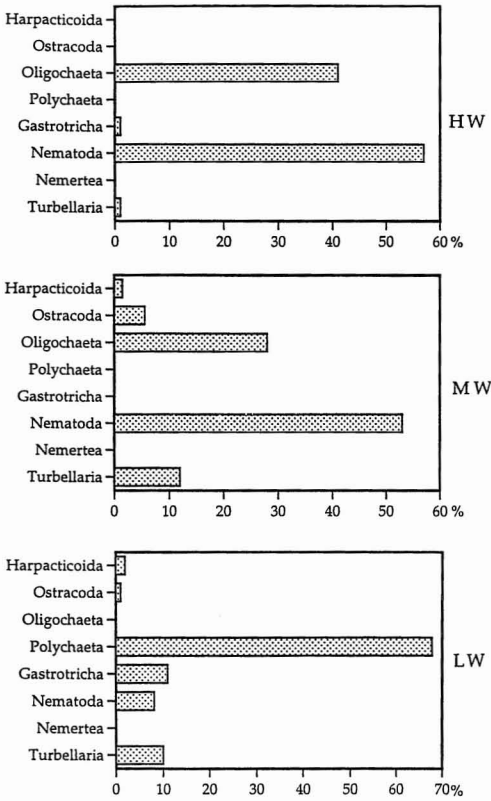 Harpacticoida
Ostracoda
Oligochaeta
Polychaeta
Gastrotricha
HW
Nematoda
Nemertea
Turbellaria
0 10 20 30 40 50 60 %
Harpacticoida
Ostracoda
Oligochaeta
Polychaeta
MW
Gastrotricha
Nematoda
Nemertea
Turbellaria
0 10 20 30 40 50 60 %
Harpacticoida
Ostracoda
Oligochaeta
Polychaeta
LW
Gastrotricha
Nematoda
Nemertea
Turbellaria
0 10 20 30 40 50 60 70%